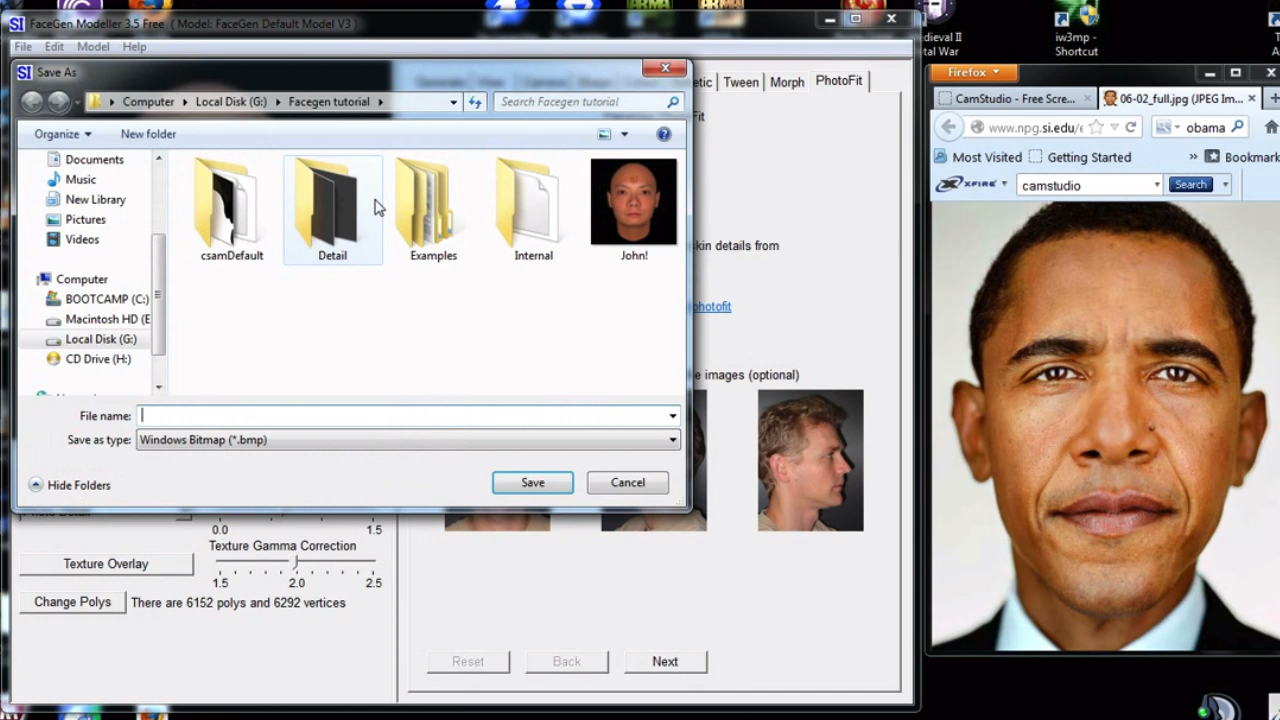 FaceGen Modeller 3.5 Free ( Model: FaceGen Default Model V3 )
File Edit Model Help
Save As
Computer Local Disk (G:) Facegen tutorial
Search Facegen tutorial
Organize New folder
Documents
Music
New Library
Pictures
Videos
Computer
BOOTCAMP (C:)
Macintosh HD (E
Local Disk (G:)
CD Drive (H:)
csamDefault Detail Examples Internal John!
File name:
Save as type: Windows Bitmap (*.bmp)
Hide Folders
Save Cancel
etic Tween Morph PhotoFit
Fit
kin details from
photofit
e images (optional)
0.0 1.5
Texture Gamma Correction
Texture Overlay
1.5 2.0 2.5
Change Polys There are 6152 polys and 6292 vertices
Reset Back Next
edieval II
tal War
iw3mp -
Shortcut
Firefox
CamStudio - Free Scre...
06-02_full.jpg (JPEG Im...
www.npg.si.edu/e
obama
Most Visited Getting Started Bookmark
XFIRE camstudio Search